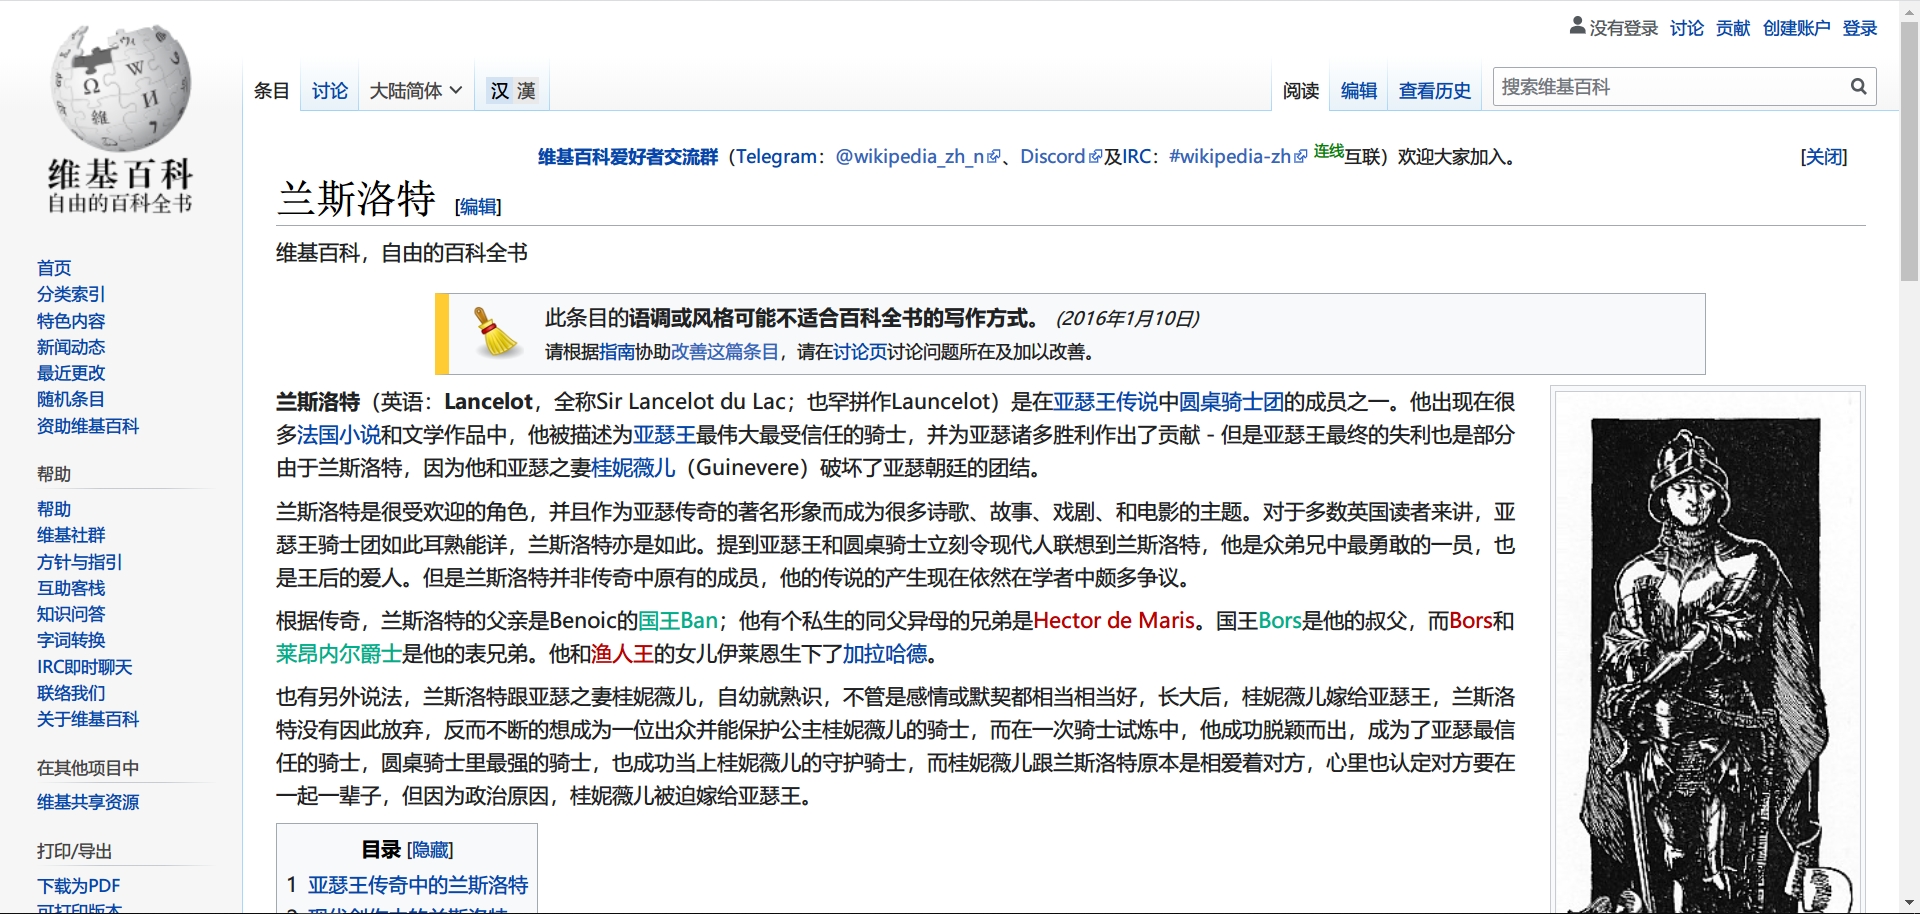 没有登录 讨论 贡献 创建账户 登录
条目 讨论 大陆简体 汉 漢 阅读 编辑 查看历史 搜索维基百科
维基百科
自由的百科全书
首页
分类索引
特色内容
新闻动态
最近更改
随机条目
资助维基百科
帮助
帮助
维基社群
方针与指引
互助客栈
知识问答
字词转换
IRC即时聊天
联络我们
关于维基百科
在其他项目中
维基共享资源
打印/导出
下载为PDF
可打印版本
维基百科爱好者交流群（Telegram：@wikipedia_zh_n、Discord及IRC：#wikipedia-zh 连线互联）欢迎大家加入。 [关闭]
兰斯洛特 [编辑]
维基百科，自由的百科全书
此条目的语调或风格可能不适合百科全书的写作方式。 (2016年1月10日)
请根据指南协助改善这篇条目，请在讨论页讨论问题所在及加以改善。
兰斯洛特（英语：Lancelot，全称Sir Lancelot du Lac；也罕拼作Launcelot）是在亚瑟王传说中圆桌骑士团的成员之一。他出现在很
多法国小说和文学作品中，他被描述为亚瑟王最伟大最受信任的骑士，并为亚瑟诸多胜利作出了贡献 - 但是亚瑟王最终的失利也是部分
由于兰斯洛特，因为他和亚瑟之妻桂妮薇儿（Guinevere）破坏了亚瑟朝廷的团结。
兰斯洛特是很受欢迎的角色，并且作为亚瑟传奇的著名形象而成为很多诗歌、故事、戏剧、和电影的主题。对于多数英国读者来讲，亚
瑟王骑士团如此耳熟能详，兰斯洛特亦是如此。提到亚瑟王和圆桌骑士立刻令现代人联想到兰斯洛特，他是众弟兄中最勇敢的一员，也
是王后的爱人。但是兰斯洛特并非传奇中原有的成员，他的传说的产生现在依然在学者中颇多争议。
根据传奇，兰斯洛特的父亲是Benoic的国王Ban；他有个私生的同父异母的兄弟是Hector de Maris。国王Bors是他的叔父，而Bors和
莱昂内尔爵士是他的表兄弟。他和渔人王的女儿伊莱恩生下了加拉哈德。
也有另外说法，兰斯洛特跟亚瑟之妻桂妮薇儿，自幼就熟识，不管是感情或默契都相当相当好，长大后，桂妮薇儿嫁给亚瑟王，兰斯洛
特没有因此放弃，反而不断的想成为一位出众并能保护公主桂妮薇儿的骑士，而在一次骑士试炼中，他成功脱颖而出，成为了亚瑟最信
任的骑士，圆桌骑士里最强的骑士，也成功当上桂妮薇儿的守护骑士，而桂妮薇儿跟兰斯洛特原本是相爱着对方，心里也认定对方要在
一起一辈子，但因为政治原因，桂妮薇儿被迫嫁给亚瑟王。
目录 [隐藏]
1 亚瑟王传奇中的兰斯洛特